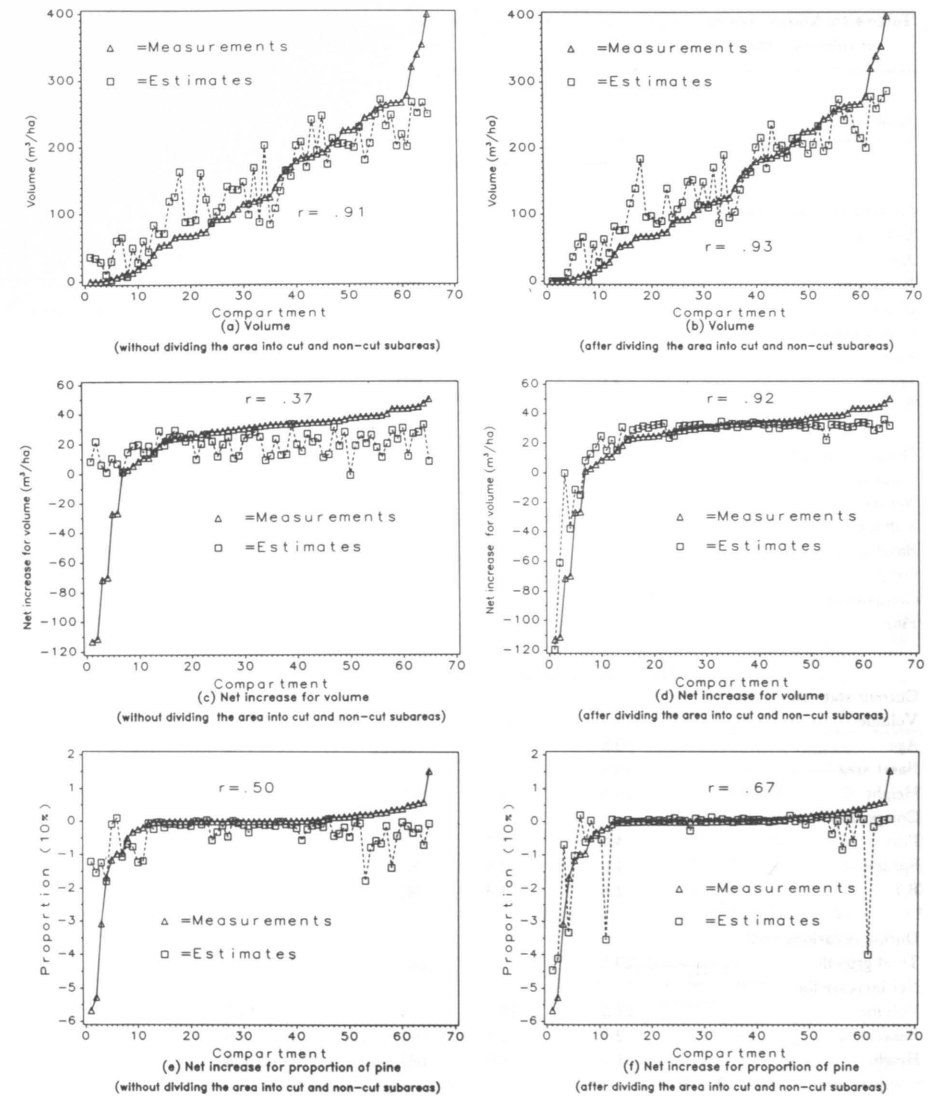 400
300
200
100
0
Volume (m³/ha)
△ =Measurements
□ =Estimates
r= .91
0 10 20 30 40 50 60 70
Compartment
(a) Volume
(without dividing the area into cut and non-cut subareas)
400
300
200
100
0
Volume (m³/ha)
△ =Measurements
□ =Estimates
r= .93
0 10 20 30 40 50 60 70
Compartment
(b) Volume
(after dividing the area into cut and non-cut subareas)
60
40
20
0
−20
−40
−60
−80
−100
−120
Net increase for volume (m³/ha)
r= .37
△ =Measurements
□ =Estimates
0 10 20 30 40 50 60 70
Compartment
(c) Net increase for volume
(without dividing the area into cut and non-cut subareas)
60
40
20
0
−20
−40
−60
−80
−100
−120
Net increase for volume (m³/ha)
r= .92
△ =Measurements
□ =Estimates
0 10 20 30 40 50 60 70
Compartment
(d) Net increase for volume
(after dividing the area into cut and non-cut subareas)
2
1
0
−1
−2
−3
−4
−5
−6
Proportion (10%)
r= .50
△ =Measurements
□ =Estimates
0 10 20 30 40 50 60 70
Compartment
(e) Net increase for proportion of pine
(without dividing the area into cut and non-cut subareas)
2
1
0
−1
−2
−3
−4
−5
−6
Proportion (10%)
r= .67
△ =Measurements
□ =Estimates
0 10 20 30 40 50 60 70
Compartment
(f) Net increase for proportion of pine
(after dividing the area into cut and non-cut subareas)